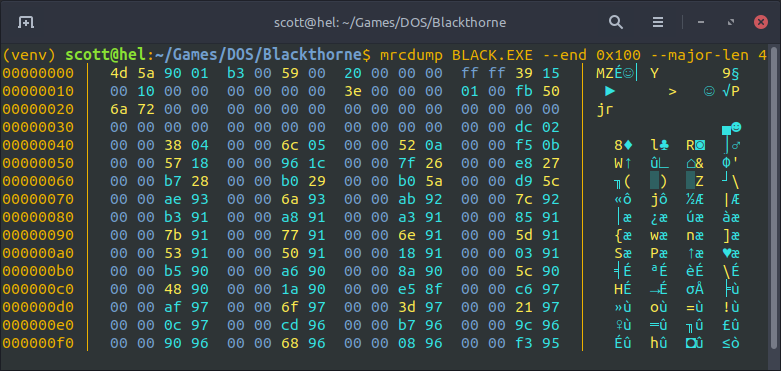 scott@hel: ~/Games/DOS/Blackthorne
(venv) scott@hel:~/Games/DOS/Blackthorne$ mrcdump BLACK.EXE --end 0x100 --major-len 4
00000000 | 4d 5a 90 01 b3 00 59 00 20 00 00 00 ff ff 39 15 | MZÉ☺│ Y 9§
00000010 | 00 10 00 00 00 00 00 00 3e 00 00 00 01 00 fb 50 | ► > ☺ √P
00000020 | 6a 72 00 00 00 00 00 00 00 00 00 00 00 00 00 00 | jr
00000030 | 00 00 00 00 00 00 00 00 00 00 00 00 00 00 dc 02 | ▄☻
00000040 | 00 00 38 04 00 00 6c 05 00 00 52 0a 00 00 f5 0b | 8♦ l♣ R◙ ⌡♂
00000050 | 00 00 57 18 00 00 96 1c 00 00 7f 26 00 00 e8 27 | W↑ û∟ ⌂& Φ'
00000060 | 00 00 b7 28 00 00 b0 29 00 00 b0 5a 00 00 d9 5c | ╖( ░) ░Z ┘\
00000070 | 00 00 ae 93 00 00 6a 93 00 00 ab 92 00 00 7c 92 | «ô jô ½Æ |Æ
00000080 | 00 00 b3 91 00 00 a8 91 00 00 a3 91 00 00 85 91 | │æ ¿æ úæ àæ
00000090 | 00 00 7b 91 00 00 77 91 00 00 6e 91 00 00 5d 91 | {æ wæ næ ]æ
000000a0 | 00 00 53 91 00 00 50 91 00 00 18 91 00 00 03 91 | Sæ Pæ ↑æ ♥æ
000000b0 | 00 00 b5 90 00 00 a6 90 00 00 8a 90 00 00 5c 90 | ╡É ªÉ èÉ \É
000000c0 | 00 00 48 90 00 00 1a 90 00 00 e5 8f 00 00 c6 97 | HÉ →É σÅ ╞ù
000000d0 | 00 00 af 97 00 00 6f 97 00 00 3d 97 00 00 21 97 | »ù où =ù !ù
000000e0 | 00 00 0c 97 00 00 cd 96 00 00 b7 96 00 00 9c 96 | ♀ù ═û ╖û £û
000000f0 | 00 00 90 96 00 00 68 96 00 00 08 96 00 00 f3 95 | Éû hû ◘û ≤ò